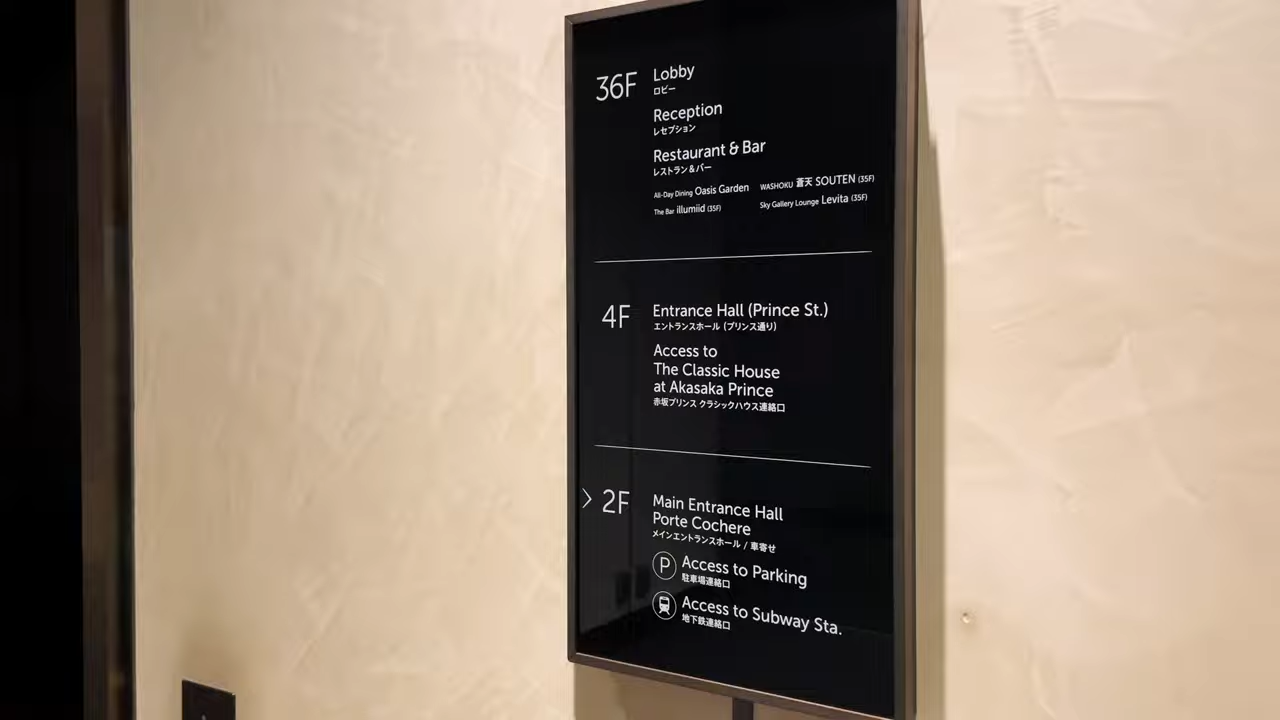 36F
Lobby
ロビー
Reception
レセプション
Restaurant & Bar
レストラン&バー
All-Day Dining Oasis Garden
WASHOKU 蒼天 SOUTEN (35F)
The Bar illumiid (35F)
Sky Gallery Lounge Levita (35F)
4F
Entrance Hall (Prince St.)
エントランスホール (プリンス通り)
Access to
The Classic House
at Akasaka Prince
赤坂プリンス クラシックハウス連絡口
2F
Main Entrance Hall
Porte Cochere
メインエントランスホール / 車寄せ
P Access to Parking
駐車場連絡口
Access to Subway Sta.
地下鉄連絡口